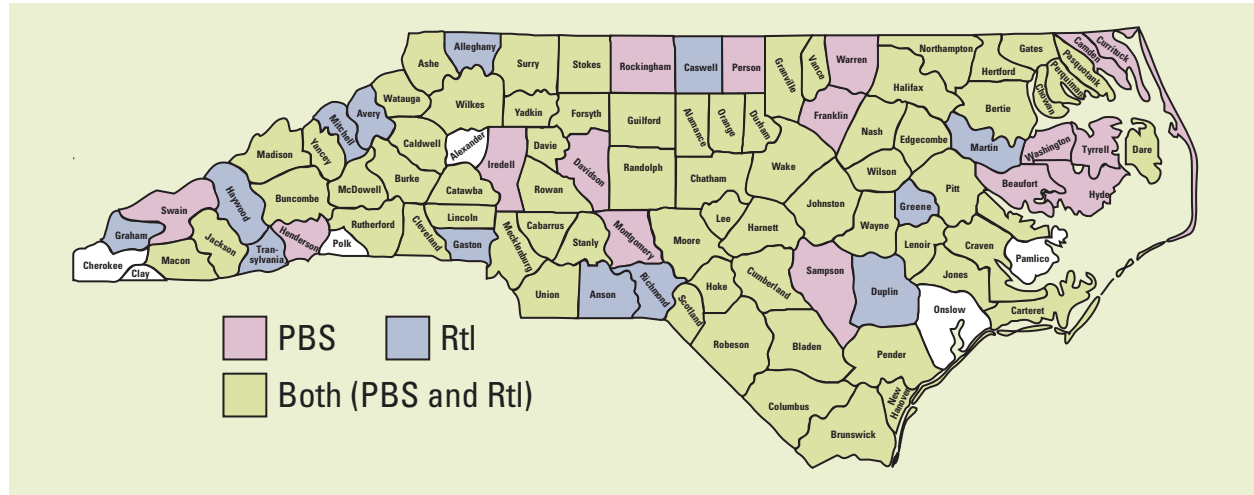 Alleghany
Ashe
Surry
Stokes
Rockingham
Caswell
Person
Granville
Vance
Warren
Northampton
Gates
Camden
Currituck
Pasquotank
Perquimans
Chowan
Hertford
Halifax
Bertie
Watauga
Wilkes
Yadkin
Forsyth
Guilford
Alamance
Orange
Durham
Franklin
Nash
Edgecombe
Martin
Washington
Tyrrell
Dare
Avery
Mitchell
Yancey
Madison
Caldwell
Alexander
Iredell
Davie
Davidson
Randolph
Chatham
Wake
Wilson
Pitt
Beaufort
Hyde
Haywood
Buncombe
McDowell
Burke
Catawba
Rowan
Johnston
Greene
Swain
Graham
Cherokee
Clay
Macon
Jackson
Tran-
sylvania
Henderson
Polk
Rutherford
Cleveland
Lincoln
Gaston
Mecklenburg
Cabarrus
Stanly
Montgomery
Moore
Lee
Harnett
Wayne
Lenoir
Craven
Pamlico
Jones
Carteret
Onslow
Duplin
Sampson
Cumberland
Hoke
Scotland
Richmond
Anson
Union
Robeson
Bladen
Pender
New
Hanover
Columbus
Brunswick
PBS
RtI
Both (PBS and RtI)